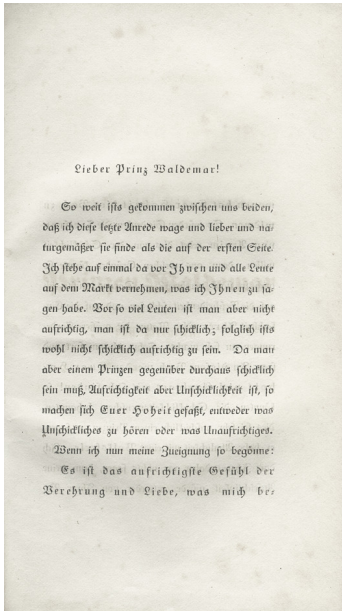 Lieber Prinz Waldemar!
So weit ists gekommen zwischen uns beiden,
daß ich diese letzte Anrede wage und lieber und na-
turgemäßer sie finde als die auf der ersten Seite.
Ich stehe auf einmal da vor Ihnen und alle Leute
auf dem Markt vernehmen, was ich Ihnen zu sa-
gen habe. Vor so viel Leuten ist man aber nicht
aufrichtig, man ist da nur schicklich; folglich ists
wohl nicht schicklich aufrichtig zu sein. Da man
aber einem Prinzen gegenüber durchaus schicklich
sein muß, Aufrichtigkeit aber Unschicklichkeit ist, so
machen sich Euer Hoheit gefaßt, entweder was
Unschickliches zu hören oder was Unaufrichtiges.
Wenn ich nun meine Zueignung so begönne:
Es ist das aufrichtigste Gefühl der
Verehrung und Liebe, was mich be-